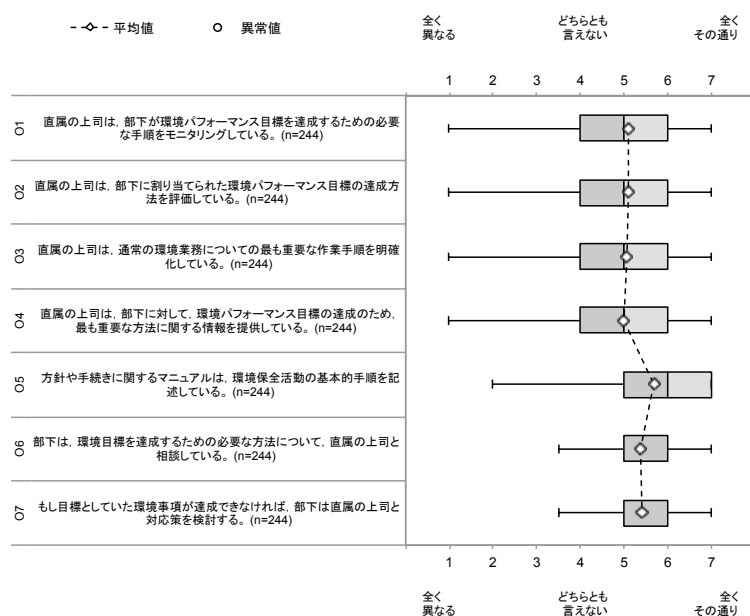 平均値 異常値
全く 異なる どちらとも 言えない 全く その通り
1 2 3 4 5 6 7
O1 直属の上司は，部下が環境パフォーマンス目標を達成するための必要
な手順をモニタリングしている。(n=244)
O2 直属の上司は，部下に割り当てられた環境パフォーマンス目標の達成方
法を評価している。(n=244)
O3 直属の上司は，通常の環境業務についての最も重要な作業手順を明確
化している。(n=244)
O4 直属の上司は，部下に対して，環境パフォーマンス目標の達成のため，
最も重要な方法に関する情報を提供している。(n=244)
O5 方針や手続きに関するマニュアルは，環境保全活動の基本的手順を記
述している。(n=244)
O6 部下は，環境目標を達成するための必要な方法について，直属の上司と
相談している。(n=244)
O7 もし目標としていた環境事項が達成できなければ，部下は直属の上司と
対応策を検討する。(n=244)
1 2 3 4 5 6 7
全く 異なる どちらとも 言えない 全く その通り